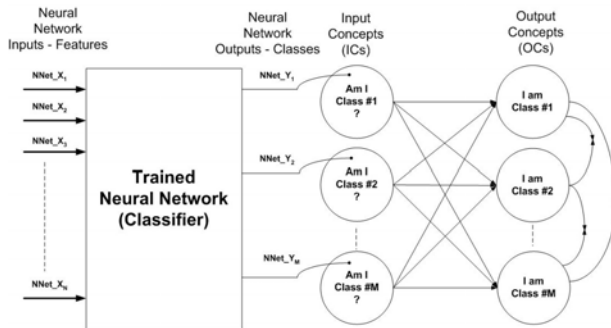 Neural
Network
Inputs - Features
Neural
Network
Outputs - Classes
Input
Concepts
(ICs)
Output
Concepts
(OCs)
NNet_X₁
NNet_X₂
NNet_X₃
NNet_Xₙ
Trained
Neural Network
(Classifier)
NNet_Y₁
NNet_Y₂
NNet_Yₘ
Am I
Class #1
?
Am I
Class #2
?
Am I
Class #M
?
I am
Class #1
I am
Class #2
I am
Class #M